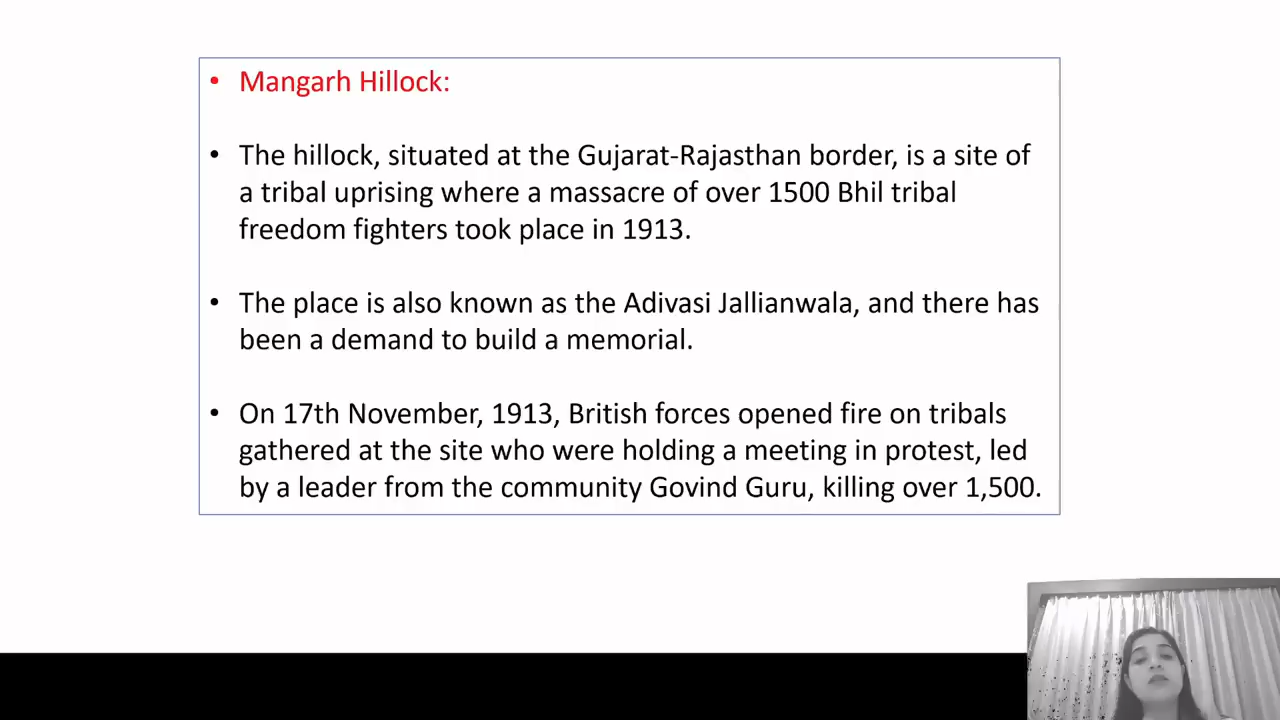 • Mangarh Hillock:
• The hillock, situated at the Gujarat-Rajasthan border, is a site of
a tribal uprising where a massacre of over 1500 Bhil tribal
freedom fighters took place in 1913.
• The place is also known as the Adivasi Jallianwala, and there has
been a demand to build a memorial.
• On 17th November, 1913, British forces opened fire on tribals
gathered at the site who were holding a meeting in protest, led
by a leader from the community Govind Guru, killing over 1,500.